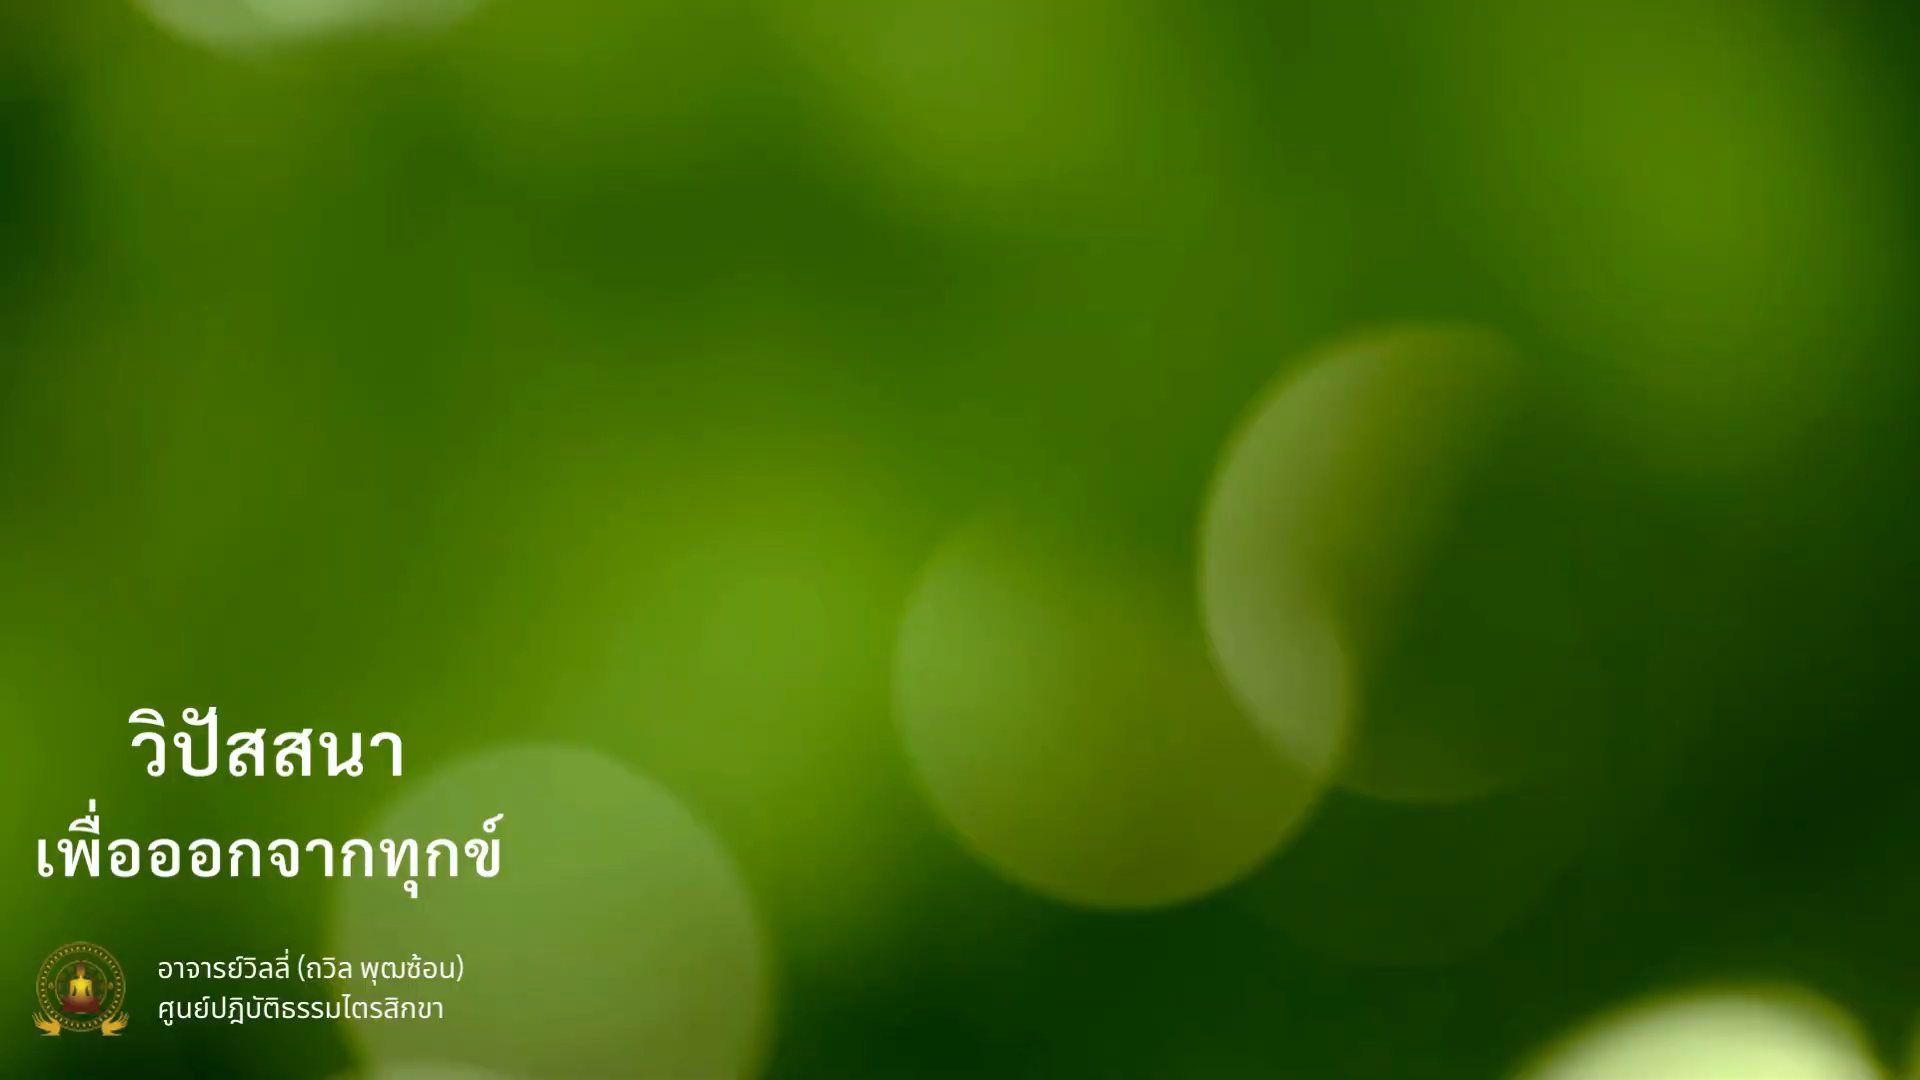 วิปัสสนา
เพื่อออกจากทุกข์
อาจารย์วิลลี่ (ถวิล พุฒซ้อน)
ศูนย์ปฎิบัติธรรมไตรสิกขา